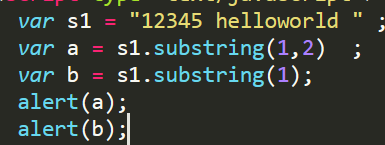 var s1 = "12345 helloworld " ;
var a = s1.substring(1,2)  ;
var b = s1.substring(1);
alert(a);
alert(b);